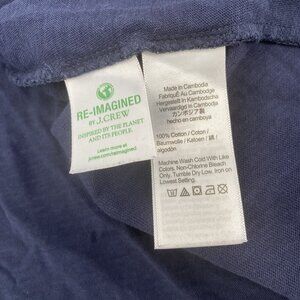 RE-IMAGINED
BY J.CREW
INSPIRED BY THE PLANET
AND ITS PEOPLE.
Learn more at
jcrew.com/reimagined
Made in Cambodia
Fabriqué Au Cambodge
Hergestellt in Kambodscha
Vervaardigd in Cambodja
カンボジア製
hecho en camboya
100% Cotton / Coton /
Baumwolle / Katoen / 綿 /
algodón
Machine Wash Cold With Like
Colors. Non-Chlorine Bleach
Only. Tumble Dry Low. Iron on
Lowest Setting.